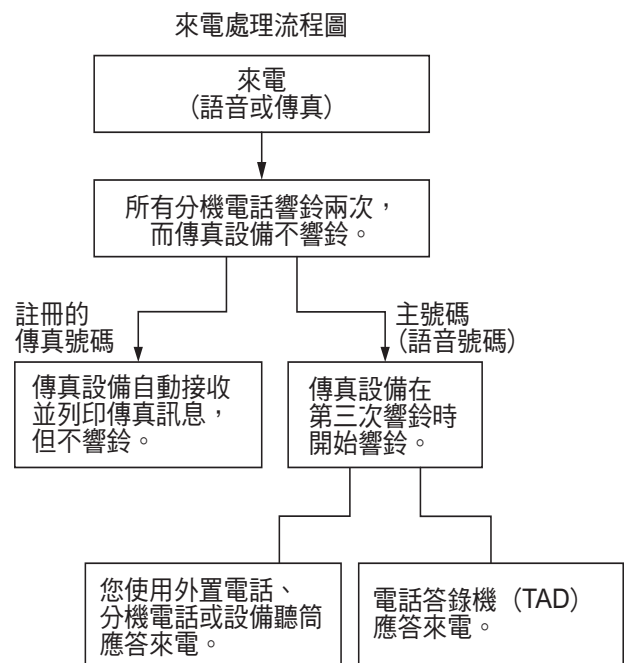 來電處理流程圖
來電
（語音或傳真）
所有分機電話響鈴兩次，
而傳真設備不響鈴。
註冊的
傳真號碼
主號碼
（語音號碼）
傳真設備自動接收
並列印傳真訊息，
但不響鈴。
傳真設備在
第三次響鈴時
開始響鈴。
您使用外置電話、
分機電話或設備聽筒
應答來電。
電話答錄機（TAD）
應答來電。